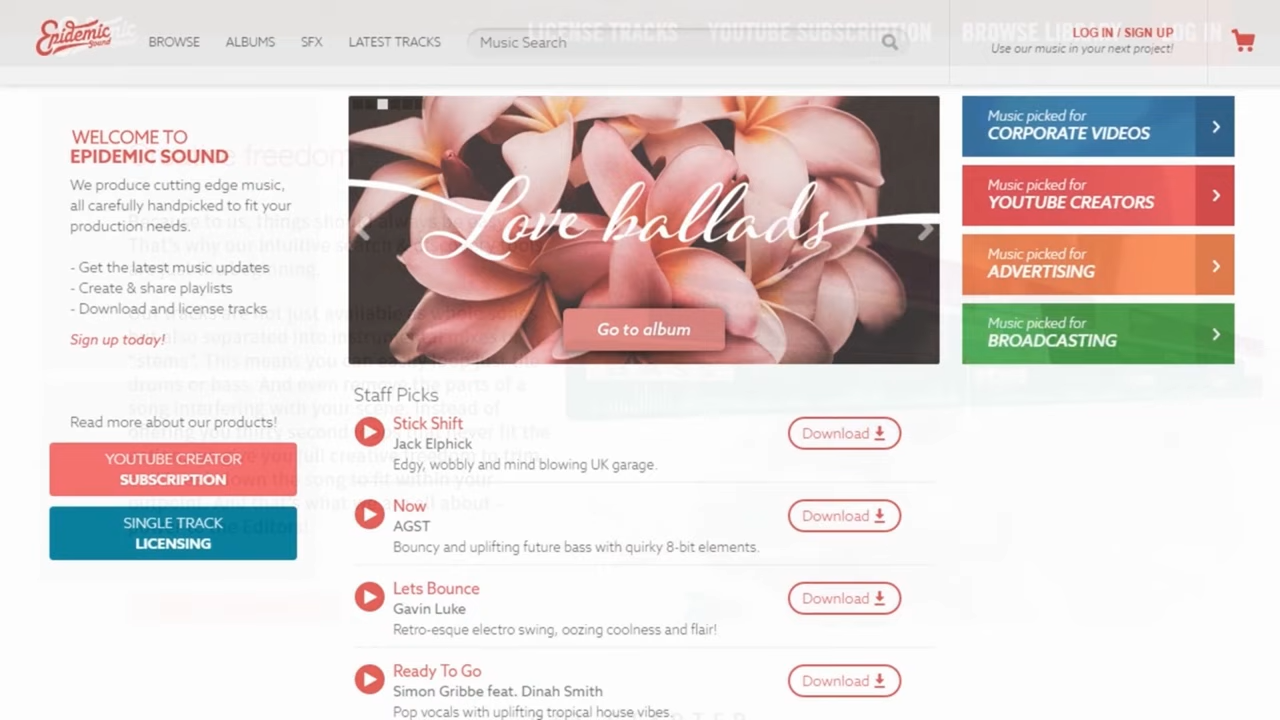 Epidemic Sound
BROWSE ALBUMS SFX LATEST TRACKS
Music Search
LICENSE TRACKS YOUTUBE SUBSCRIPTION BROWSE LIBRARY LOG IN
LOG IN / SIGN UP
Use our music in your next project!
WELCOME TO
EPIDEMIC SOUND
We produce cutting edge music,
all carefully handpicked to fit your
production needs.
- Get the latest music updates
- Create & share playlists
- Download and license tracks
Sign up today!
Read more about our products!
YOUTUBE CREATOR
SUBSCRIPTION
SINGLE TRACK
LICENSING
freedom
Love ballads
Go to album
Staff Picks
Stick Shift
Jack Elphick
Edgy, wobbly and mind blowing UK garage.
Download
Now
AGST
Bouncy and uplifting future bass with quirky 8-bit elements.
Download
Lets Bounce
Gavin Luke
Retro-esque electro swing, oozing coolness and flair!
Download
Ready To Go
Simon Gribbe feat. Dinah Smith
Pop vocals with uplifting tropical house vibes.
Download
Music picked for
CORPORATE VIDEOS
Music picked for
YOUTUBE CREATORS
Music picked for
ADVERTISING
Music picked for
BROADCASTING